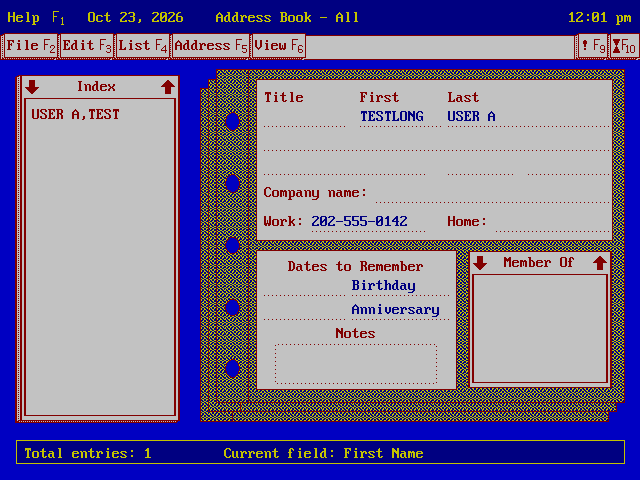 Help F1 Oct 23, 2026 Address Book - All 12:01 pm
File F2 Edit F3 List F4 Address F5 View F6 ! F9 F10
Index
USER A,TEST
Title First Last
TESTLONG USER A
Company name:
Work: 202-555-0142 Home:
Dates to Remember
Birthday
Anniversary
Notes
Member Of
Total entries: 1 Current field: First Name